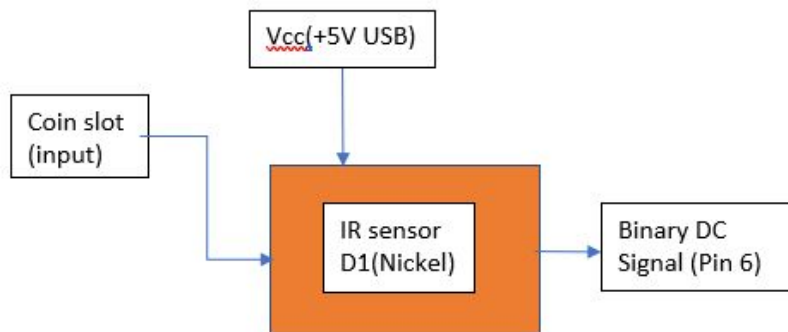 Vcc(+5V USB)
Coin slot
(input)
IR sensor
D1(Nickel)
Binary DC
Signal (Pin 6)